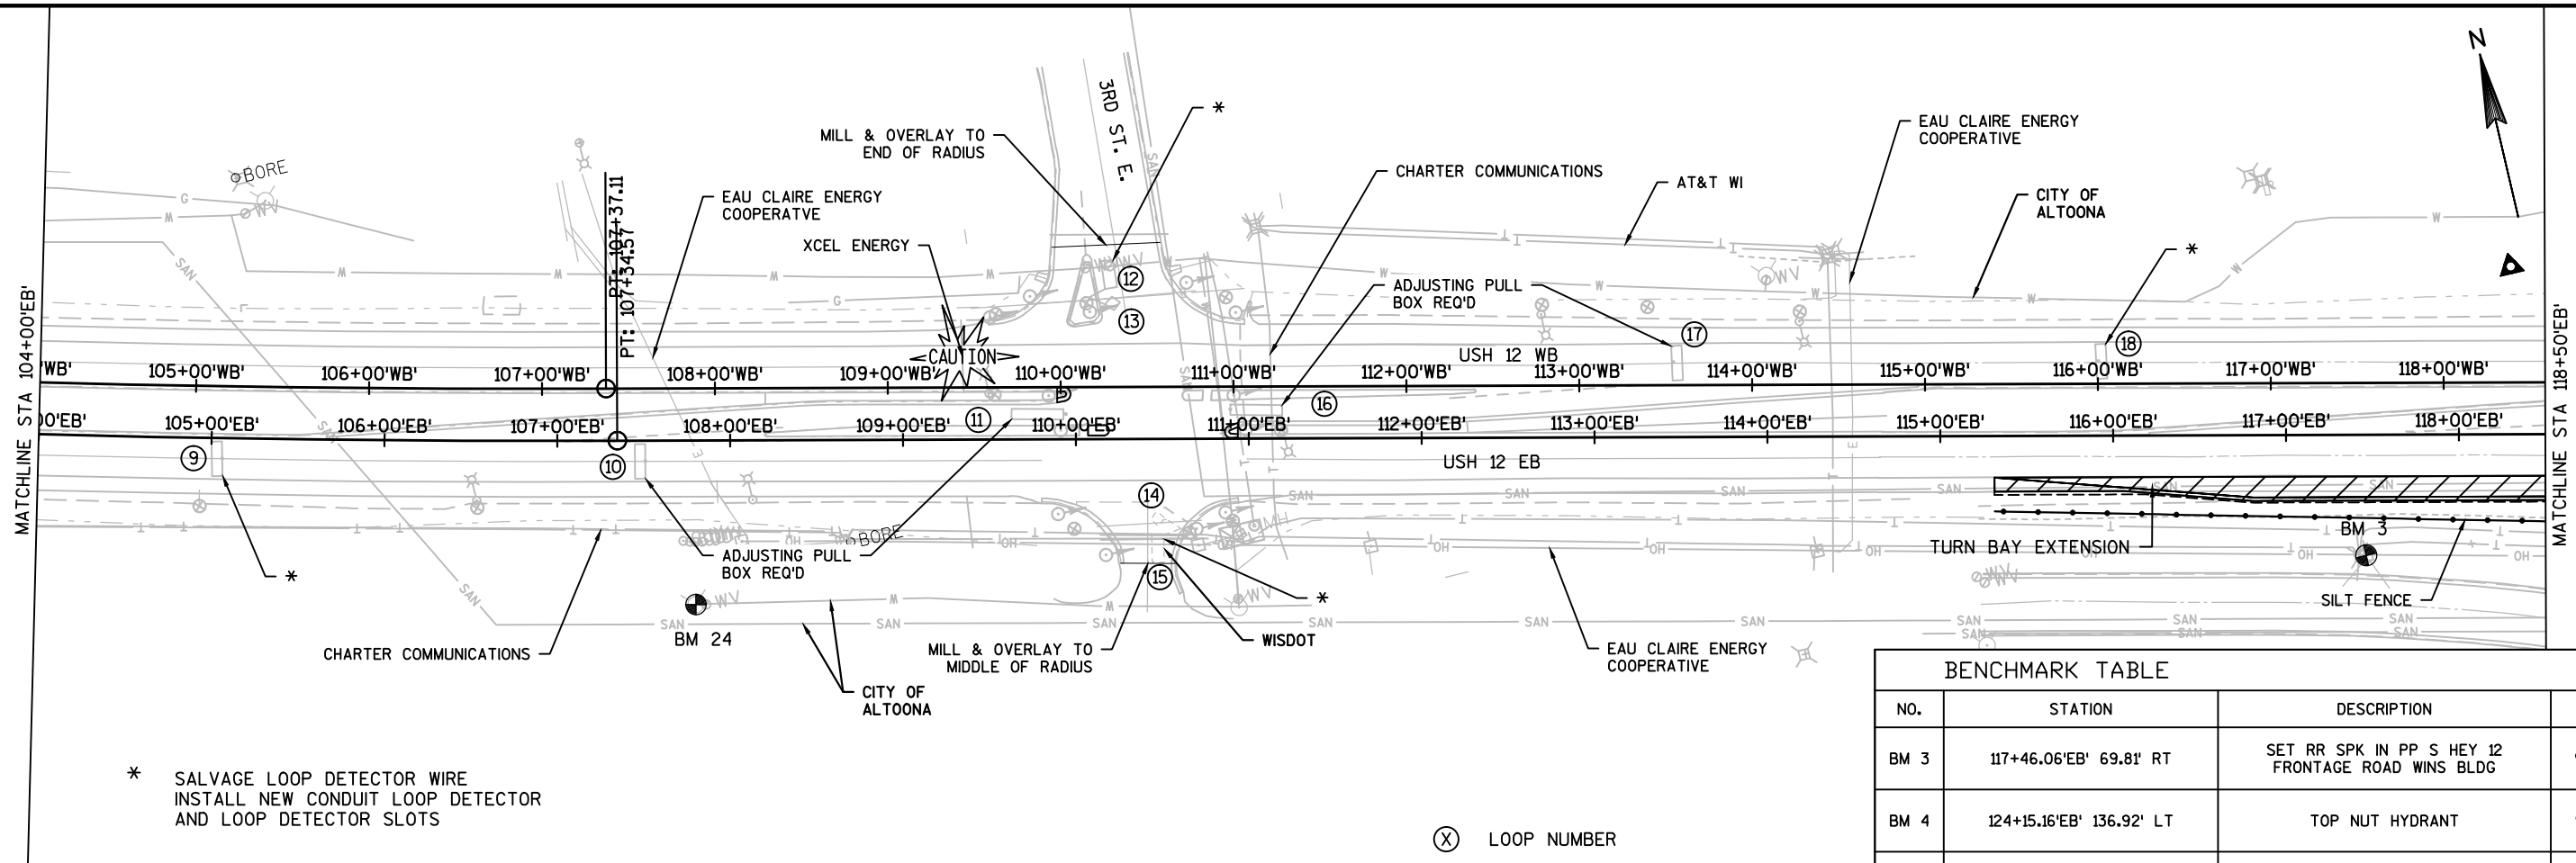 N
3RD ST. E.
*
MILL & OVERLAY TO
END OF RADIUS
EAU CLAIRE ENERGY
COOPERATIVE
CHARTER COMMUNICATIONS
AT&T WI
BORE
WV
G
W
EAU CLAIRE ENERGY
COOPERATVE
CITY OF
ALTOONA
XCEL ENERGY
PT: 107+37.11
PT: 107+34.57
*
ADJUSTING PULL
BOX REQ'D
12
13
17
18
CAUTION
USH 12 WB
MATCHLINE STA 104+00'EB'
MATCHLINE STA 118+50'EB'
'WB' 105+00'WB' 106+00'WB' 107+00'WB' 108+00'WB' 109+00'WB' 110+00'WB' 111+00'WB' 112+00'WB' 113+00'WB' 114+00'WB' 115+00'WB' 116+00'WB' 117+00'WB' 118+00'WB'
11
16
00'EB' 105+00'EB' 106+00'EB' 107+00'EB' 108+00'EB' 109+00'EB' 110+00'EB' 111+00'EB' 112+00'EB' 113+00'EB' 114+00'EB' 115+00'EB' 116+00'EB' 117+00'EB' 118+00'EB'
9
10
USH 12 EB
14
SAN
BORE
MH
BM 3
TURN BAY EXTENSION
ADJUSTING PULL
BOX REQ'D
*
15
*
OH
WV
SILT FENCE
BM 24
WISDOT
CHARTER COMMUNICATIONS
MILL & OVERLAY TO
MIDDLE OF RADIUS
EAU CLAIRE ENERGY
COOPERATIVE
CITY OF
ALTOONA
BENCHMARK TABLE
NO. STATION DESCRIPTION
BM 3 117+46.06'EB' 69.81' RT SET RR SPK IN PP S HEY 12
FRONTAGE ROAD WINS BLDG
BM 4 124+15.16'EB' 136.92' LT TOP NUT HYDRANT
* SALVAGE LOOP DETECTOR WIRE
INSTALL NEW CONDUIT LOOP DETECTOR
AND LOOP DETECTOR SLOTS
X LOOP NUMBER